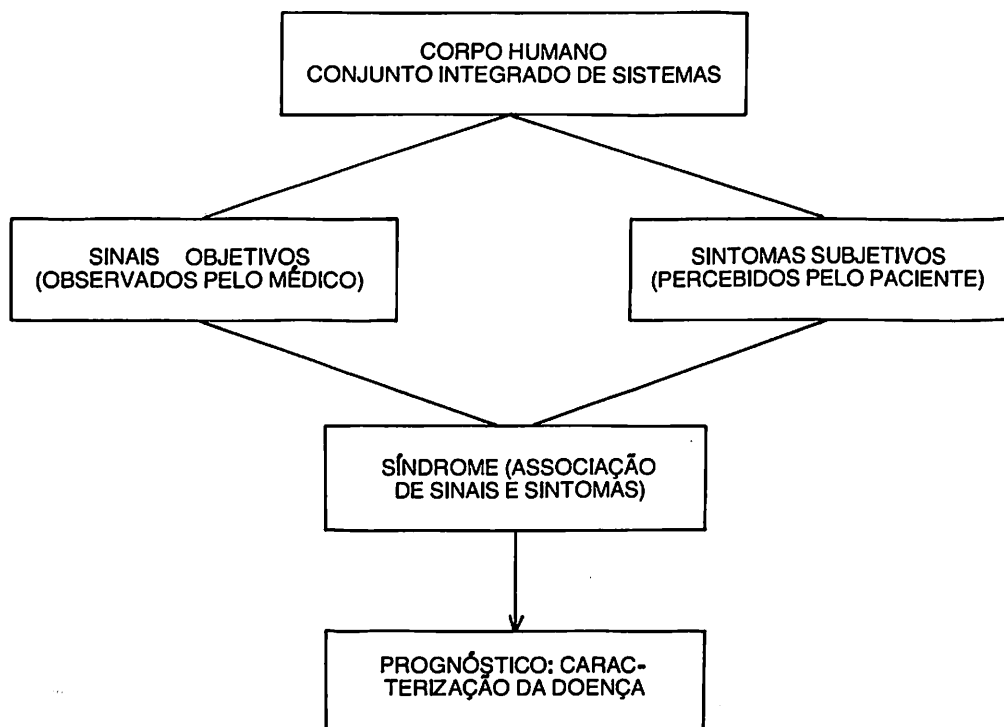 CORPO HUMANO
CONJUNTO INTEGRADO DE SISTEMAS
SINAIS OBJETIVOS
(OBSERVADOS PELO MÉDICO)
SINTOMAS SUBJETIVOS
(PERCEBIDOS PELO PACIENTE)
SÍNDROME (ASSOCIAÇÃO
DE SINAIS E SINTOMAS)
PROGNÓSTICO: CARAC-
TERIZAÇÃO DA DOENÇA